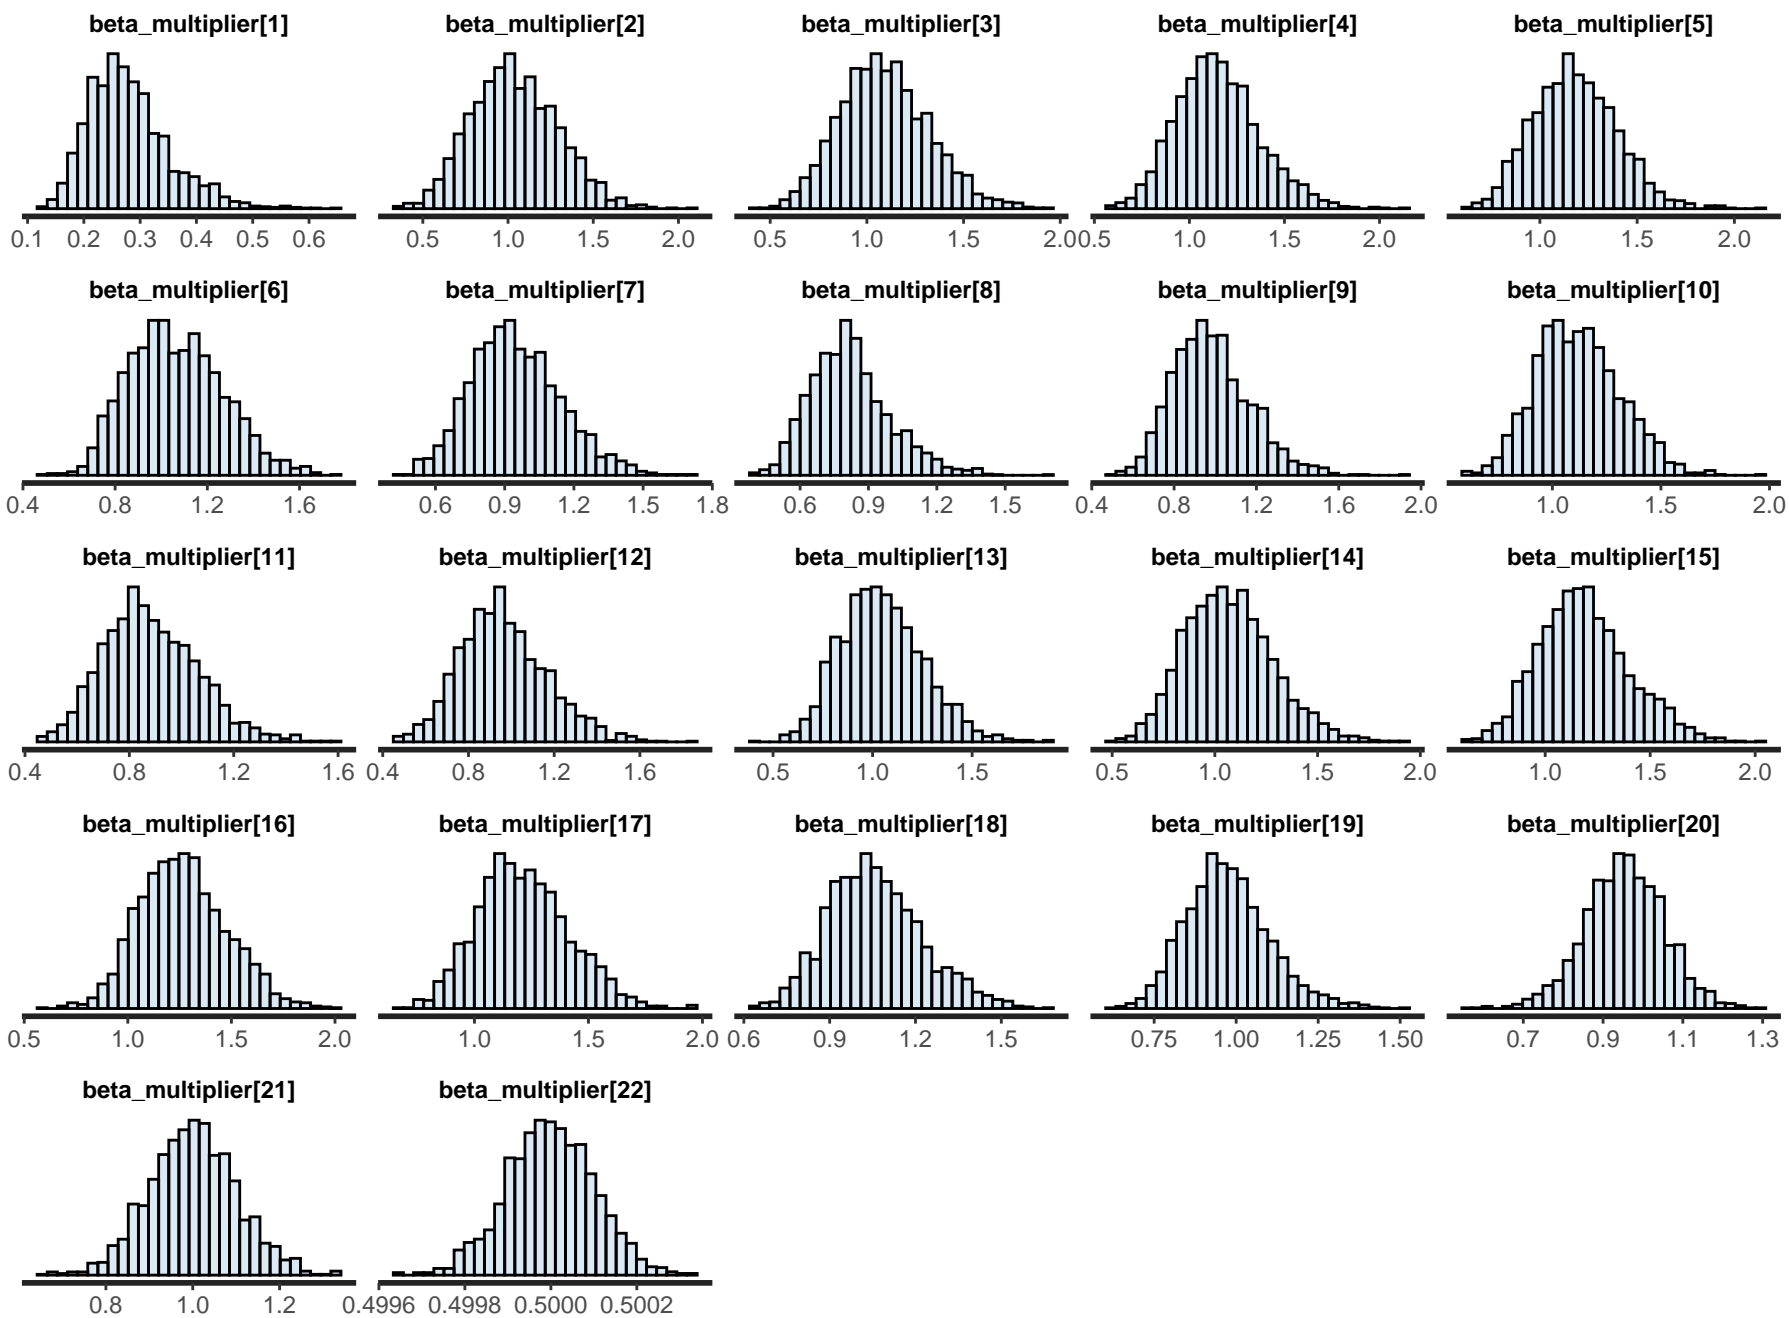 beta_multiplier[1] beta_multiplier[2] beta_multiplier[3] beta_multiplier[4] beta_multiplier[5]
0.1 0.2 0.3 0.4 0.5 0.6 0.5 1.0 1.5 2.0 0.5 1.0 1.5 2.0 0.5 1.0 1.5 2.0 1.0 1.5 2.0
beta_multiplier[6] beta_multiplier[7] beta_multiplier[8] beta_multiplier[9] beta_multiplier[10]
0.4 0.8 1.2 1.6 0.6 0.9 1.2 1.5 1.8 0.6 0.9 1.2 1.5 0.4 0.8 1.2 1.6 2.0 1.0 1.5 2.0
beta_multiplier[11] beta_multiplier[12] beta_multiplier[13] beta_multiplier[14] beta_multiplier[15]
0.4 0.8 1.2 1.6 0.4 0.8 1.2 1.6 0.5 1.0 1.5 0.5 1.0 1.5 2.0 1.0 1.5 2.0
beta_multiplier[16] beta_multiplier[17] beta_multiplier[18] beta_multiplier[19] beta_multiplier[20]
0.5 1.0 1.5 2.0 1.0 1.5 2.0 0.6 0.9 1.2 1.5 0.75 1.00 1.25 1.50 0.7 0.9 1.1 1.3
beta_multiplier[21] beta_multiplier[22]
0.8 1.0 1.2 0.4996 0.4998 0.5000 0.5002